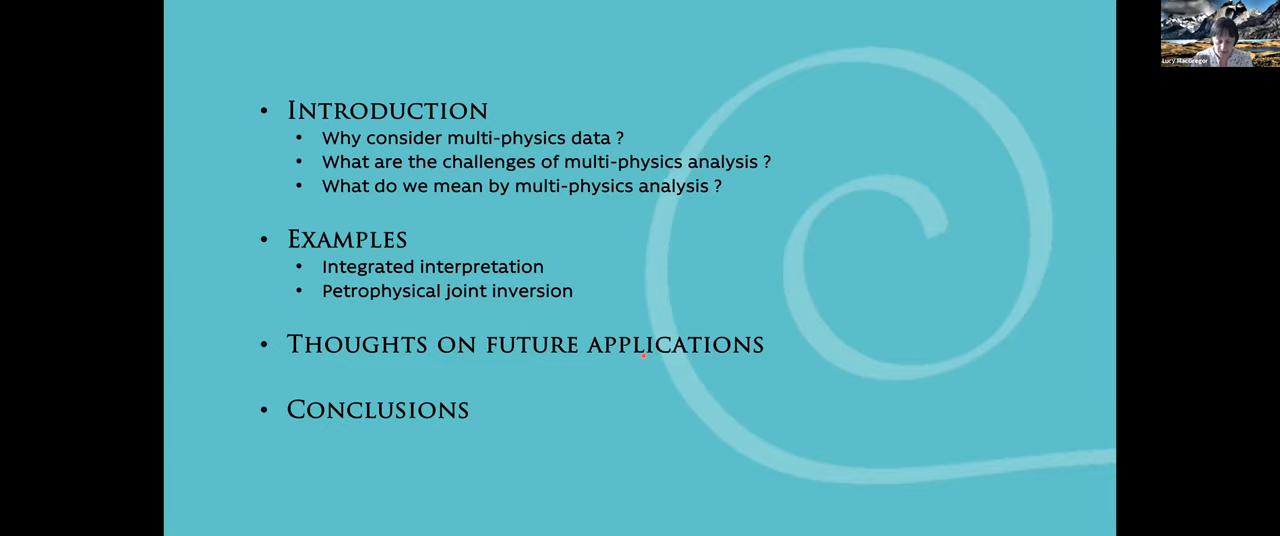 • Introduction
• Why consider multi-physics data ?
• What are the challenges of multi-physics analysis ?
• What do we mean by multi-physics analysis ?
• Examples
• Integrated interpretation
• Petrophysical joint inversion
• Thoughts on future applications
• Conclusions
Lucy MacGregor